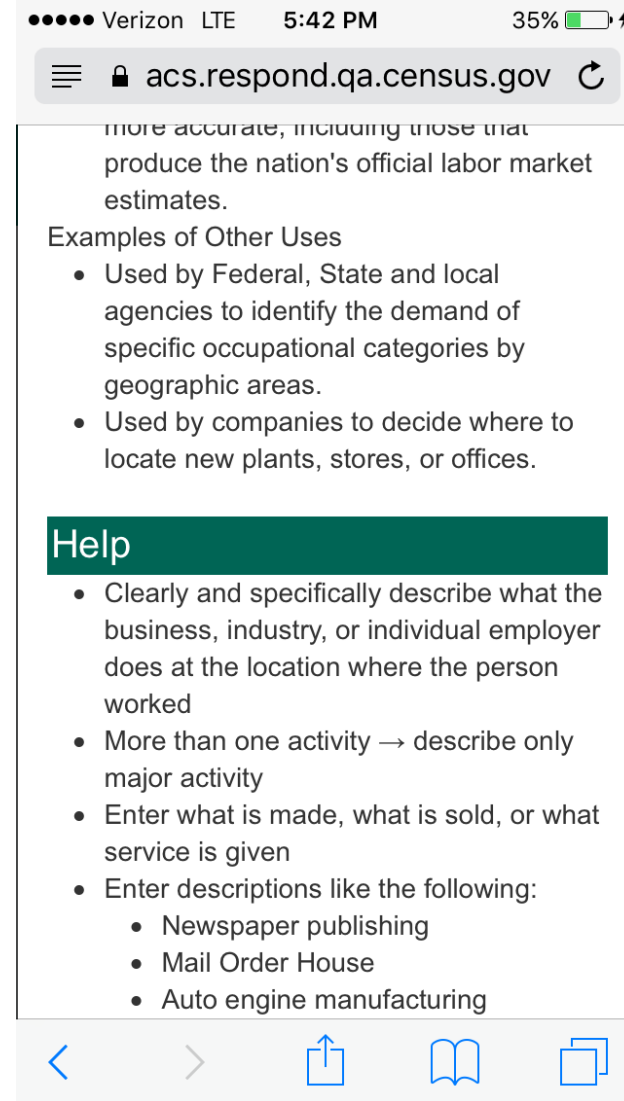 Verizon LTE 5:42 PM 35%
acs.respond.qa.census.gov
more accurate, including those that
produce the nation's official labor market
estimates.
Examples of Other Uses
• Used by Federal, State and local
agencies to identify the demand of
specific occupational categories by
geographic areas.
• Used by companies to decide where to
locate new plants, stores, or offices.
Help
• Clearly and specifically describe what the
business, industry, or individual employer
does at the location where the person
worked
• More than one activity → describe only
major activity
• Enter what is made, what is sold, or what
service is given
• Enter descriptions like the following:
• Newspaper publishing
• Mail Order House
• Auto engine manufacturing